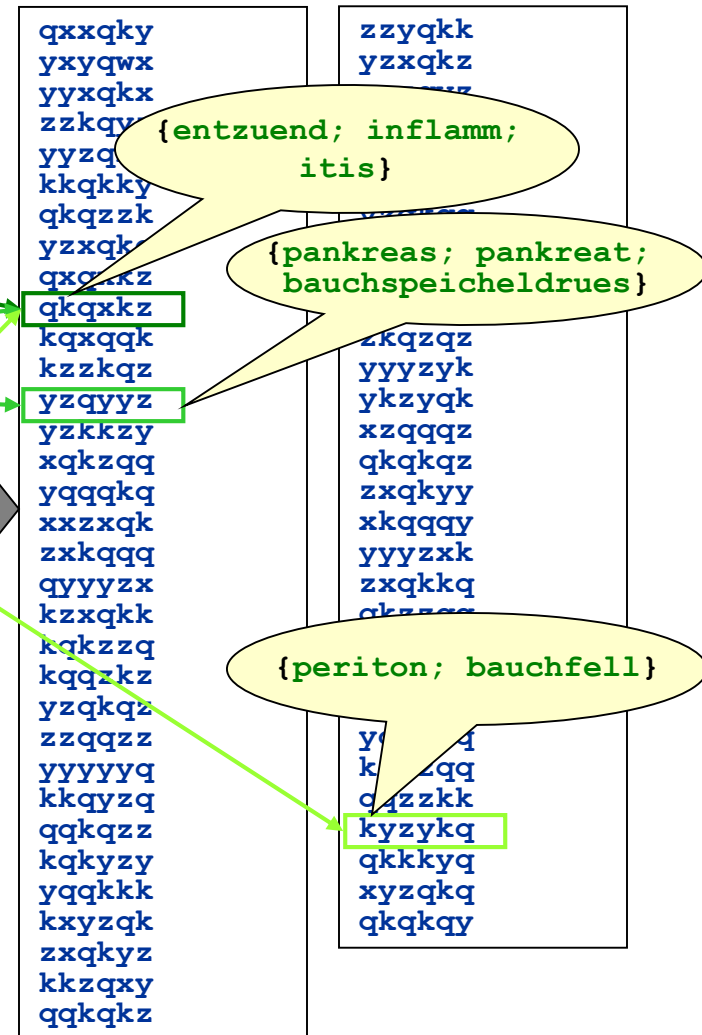 qxxqky
yxyqwx
yyxqkx
kkqkky
qkqzzk
qkqxkz
kqxqqk
kzzkqz
yzqyyz
yzkkzy
xqkzqq
yqqqkq
xxzxqk
zxkqqq
qyyyzx
kzxqkk
kqkzzq
kqqzkz
yzqkqz
zzqqzz
yyyyyq
kkqyzq
qqkqzz
kqkyzy
yqqkkk
kxyzqk
zxqkyz
kkzqxy
qqkqkz
zzyqkk
yzxqkz
{entzuend; inflamm;
itis}
{pankreas; pankreat;
bauchspeicheldrues}
zkqzqz
yyyzyk
ykzyqk
xzqqqz
qkqkqz
zxqkyy
xkqqqy
yyyzxk
zxqkkq
{periton; bauchfell}
qqzzkk
kyzykq
qkkkyq
xyzqkq
qkqkqy